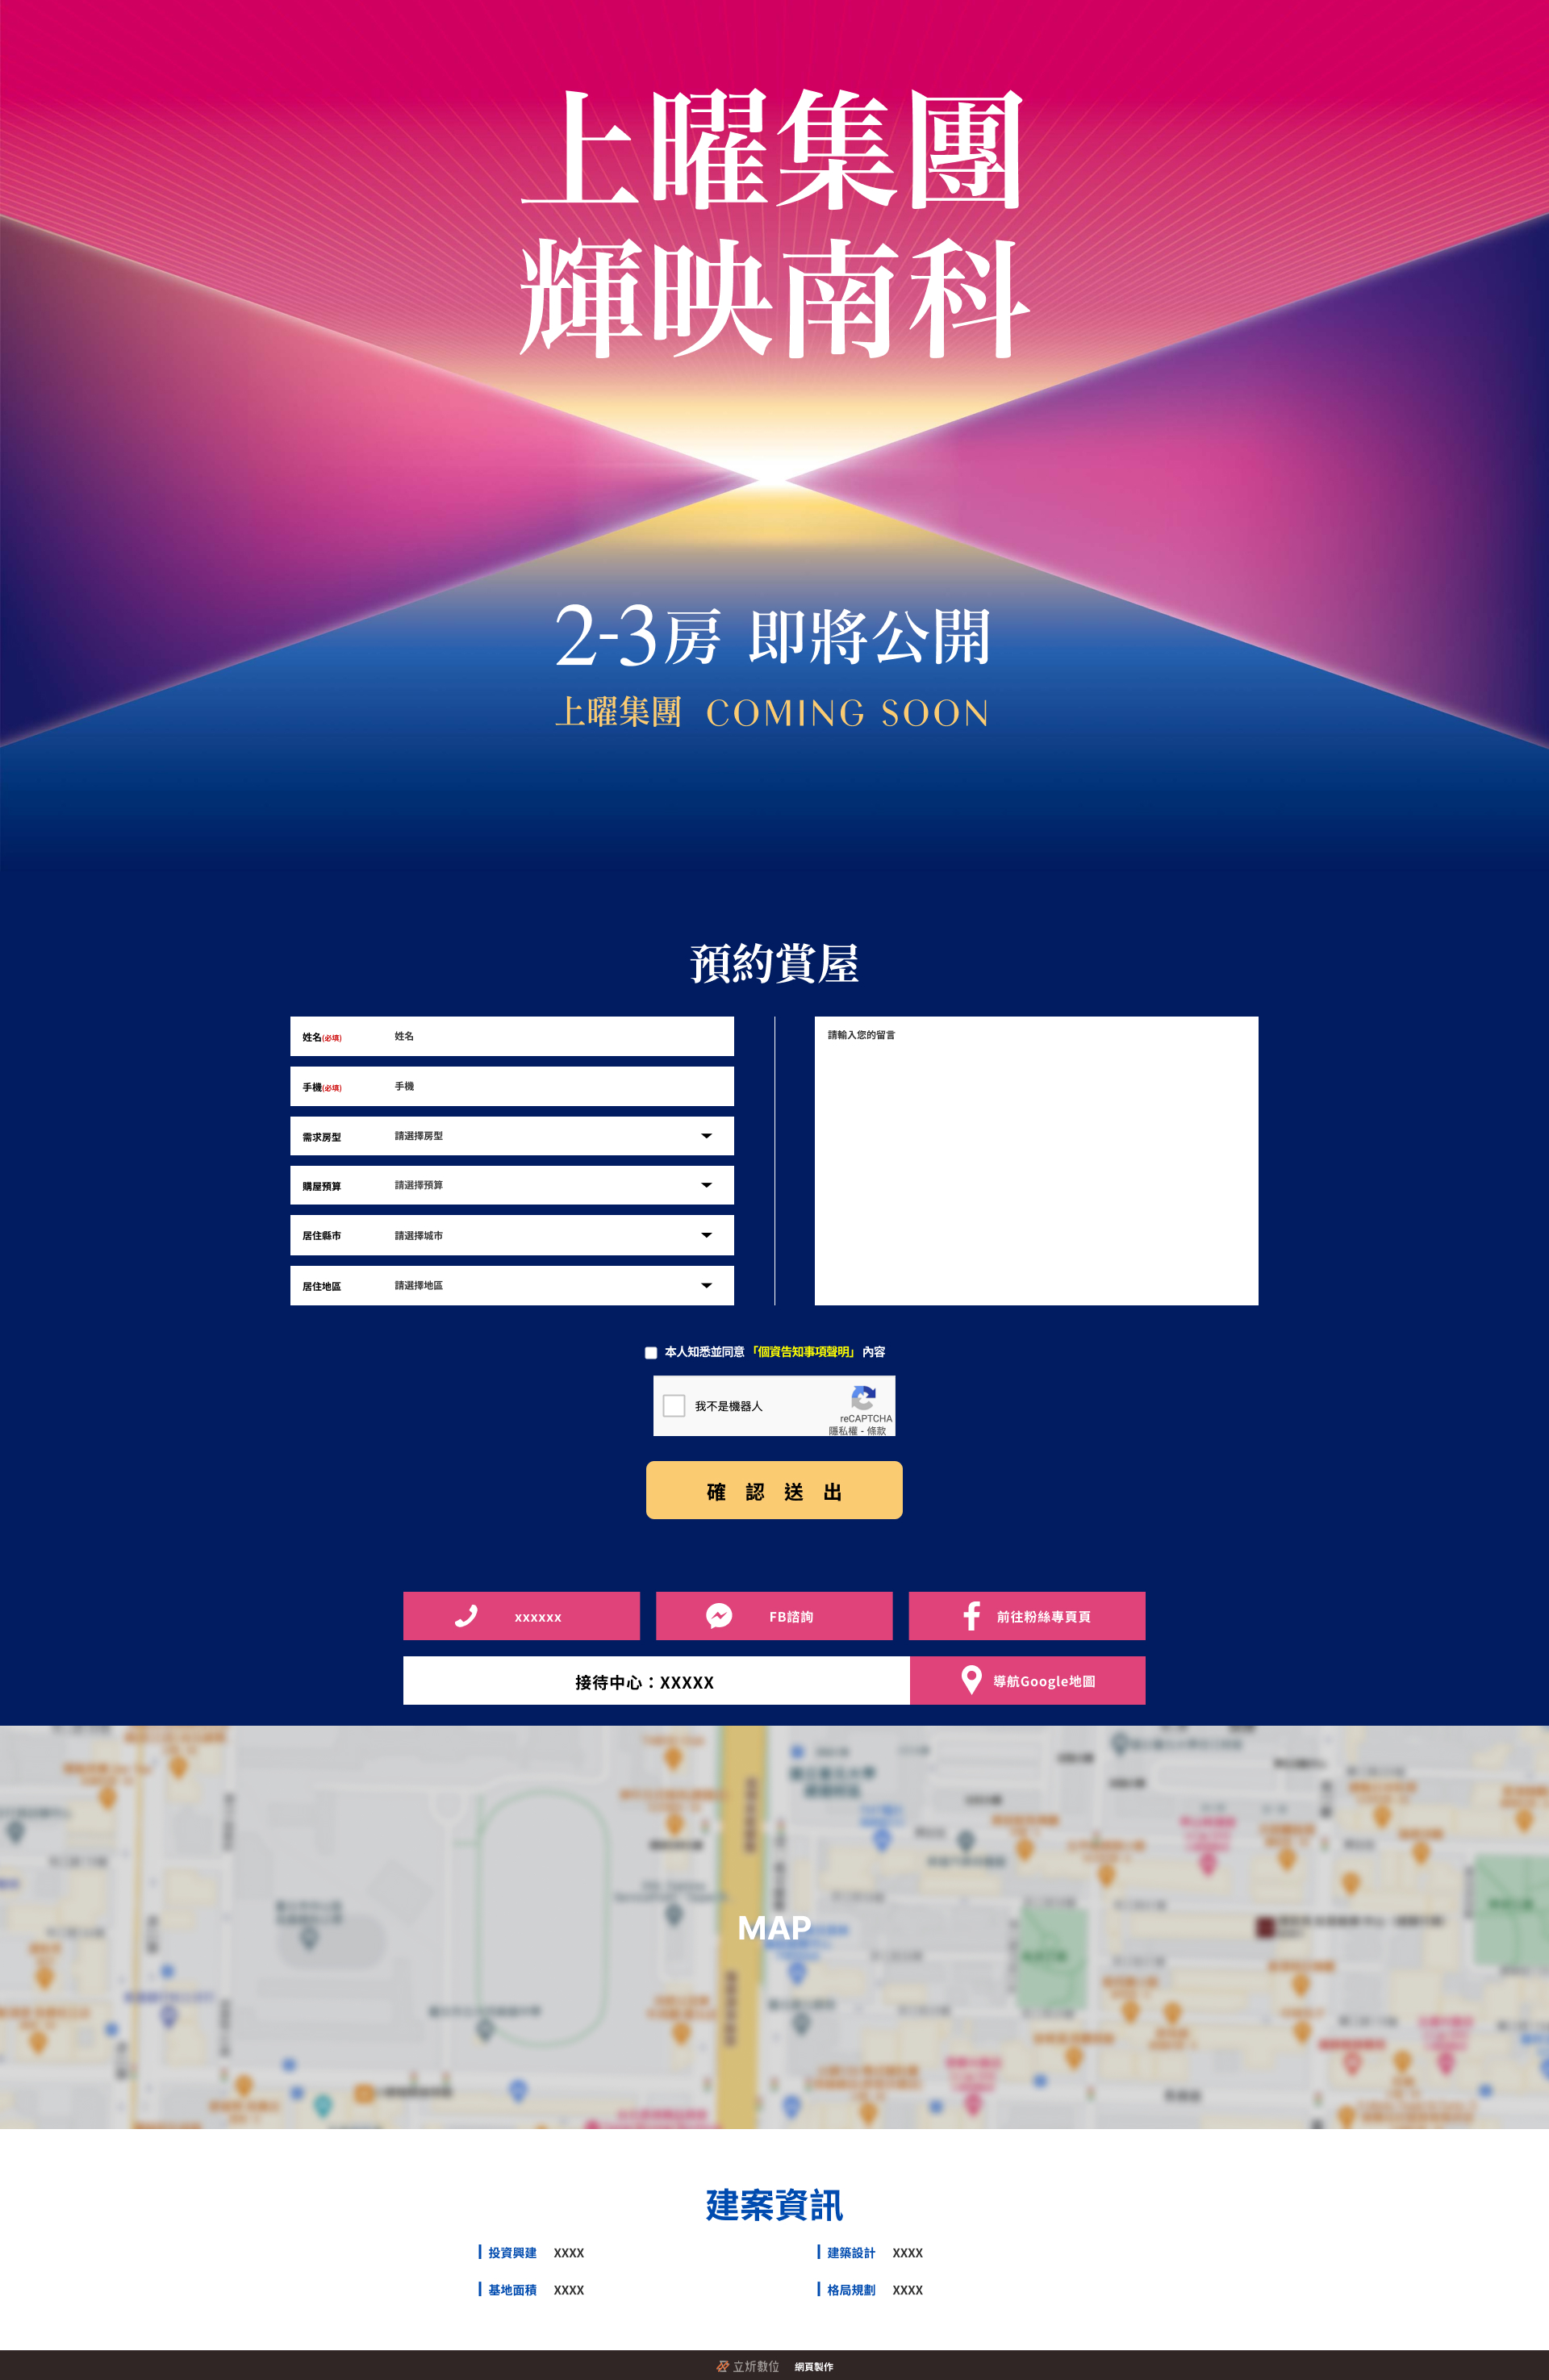 上曜集團
輝映南科
2-3房 即將公開
上曜集團 COMING SOON
預約賞屋
姓名(必填) 姓名
手機(必填) 手機
需求房型 請選擇房型
購屋預算 請選擇預算
居住縣市 請選擇城市
居住地區 請選擇地區
請輸入您的留言
本人知悉並同意「個資告知事項聲明」內容
我不是機器人
reCAPTCHA
隱私權 - 條款
確認送出
xxxxxx
FB諮詢
前往粉絲專頁頁
接待中心：XXXXX
導航Google地圖
MAP
建案資訊
投資興建 XXXX
建築設計 XXXX
基地面積 XXXX
格局規劃 XXXX
立炘數位 網頁製作